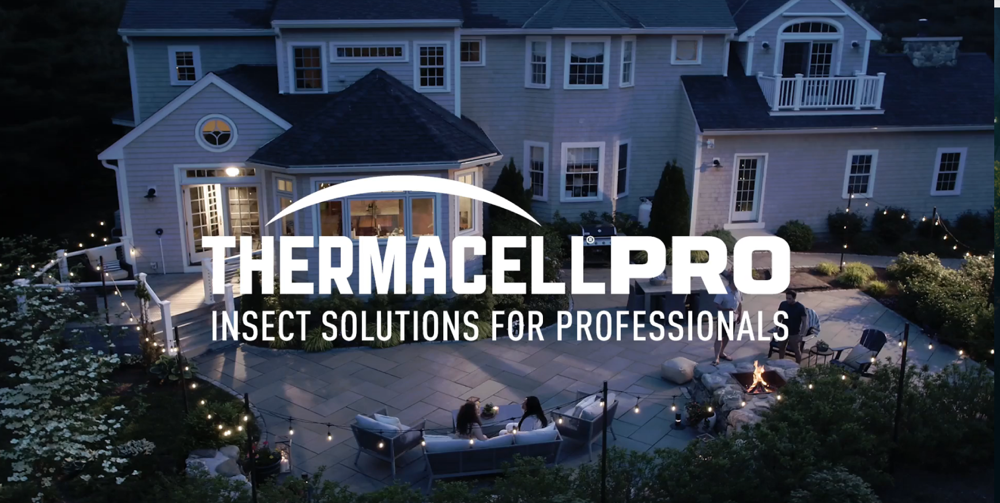 THERMACELL®PRO
INSECT SOLUTIONS FOR PROFESSIONALS